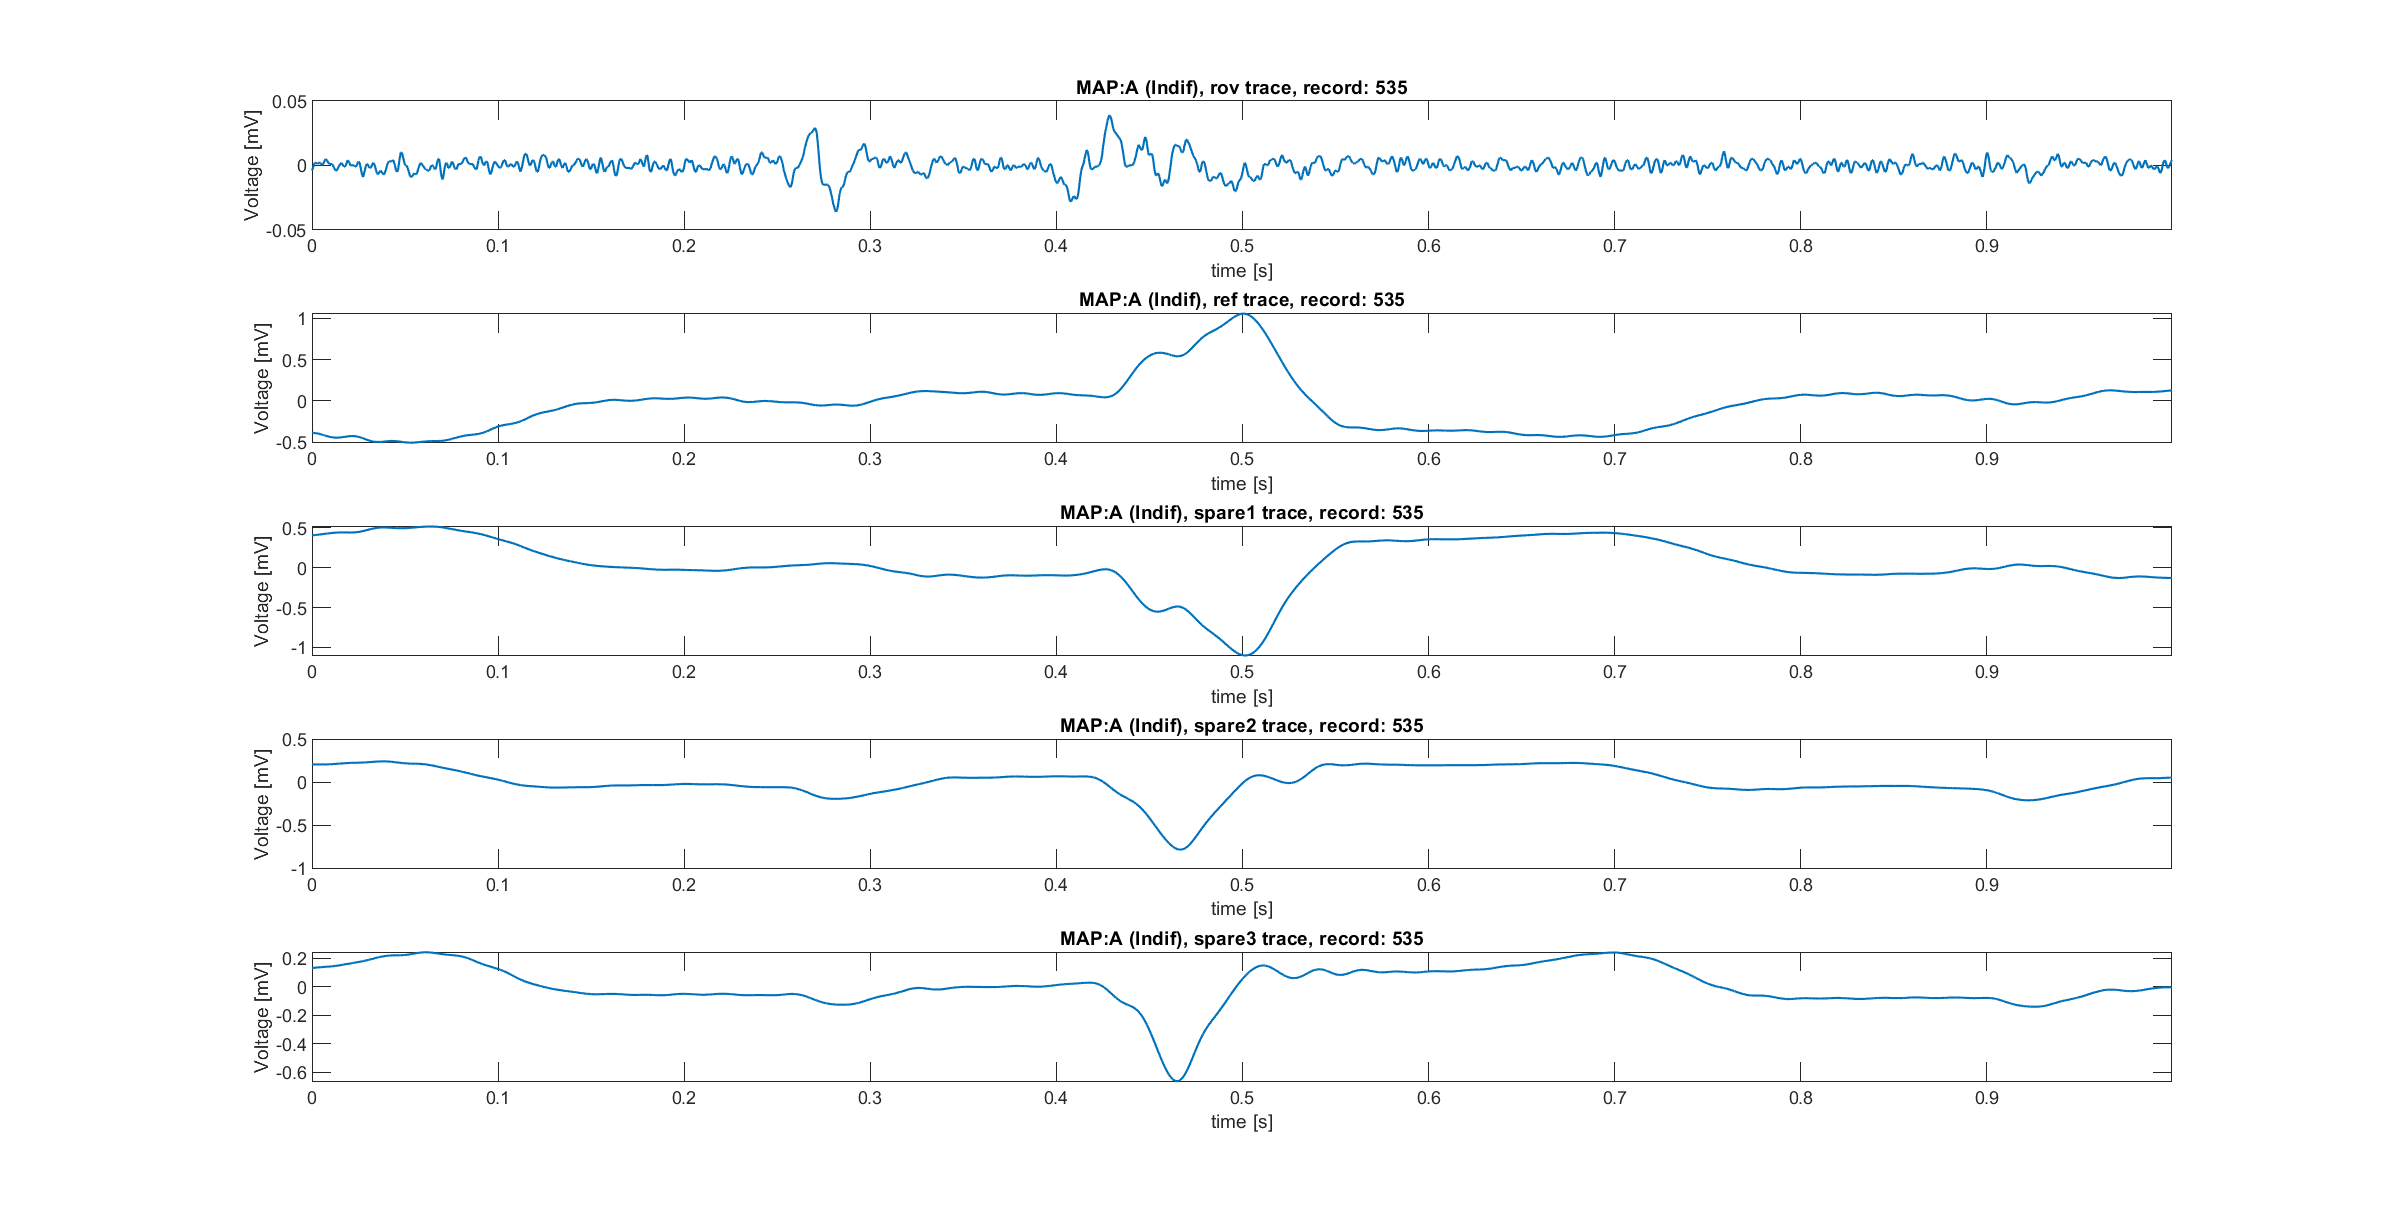 MAP:A (Indif), rov trace, record: 535
Voltage [mV]
0.05
0
-0.05
0 0.1 0.2 0.3 0.4 0.5 0.6 0.7 0.8 0.9
time [s]
MAP:A (Indif), ref trace, record: 535
Voltage [mV]
1
0.5
0
-0.5
0 0.1 0.2 0.3 0.4 0.5 0.6 0.7 0.8 0.9
time [s]
MAP:A (Indif), spare1 trace, record: 535
Voltage [mV]
0.5
0
-0.5
-1
0 0.1 0.2 0.3 0.4 0.5 0.6 0.7 0.8 0.9
time [s]
MAP:A (Indif), spare2 trace, record: 535
Voltage [mV]
0.5
0
-0.5
-1
0 0.1 0.2 0.3 0.4 0.5 0.6 0.7 0.8 0.9
time [s]
MAP:A (Indif), spare3 trace, record: 535
Voltage [mV]
0.2
0
-0.2
-0.4
-0.6
0 0.1 0.2 0.3 0.4 0.5 0.6 0.7 0.8 0.9
time [s]